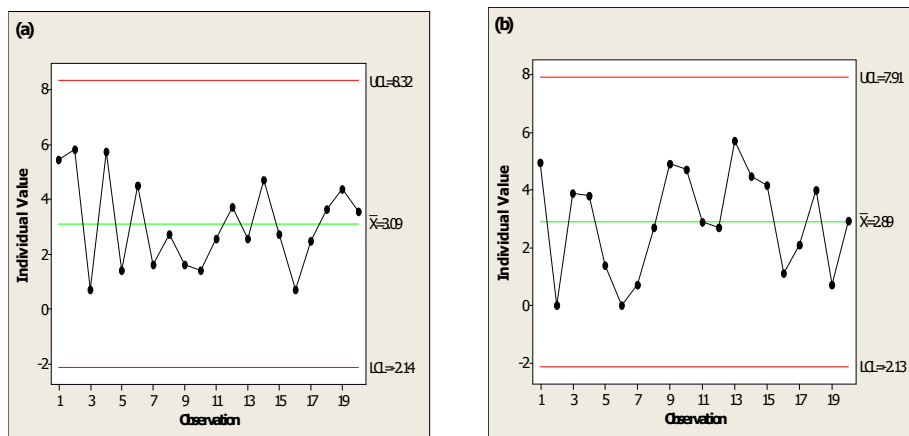 (a)
UCL=8.32
8
6
4
X=3.09
2
0
-2
LCL=-2.14
Individual Value
1 3 5 7 9 11 13 15 17 19
Observation
(b)
8
UCL=7.91
6
4
X=2.89
2
0
-2
LCL=-2.13
Individual Value
1 3 5 7 9 11 13 15 17 19
Observation